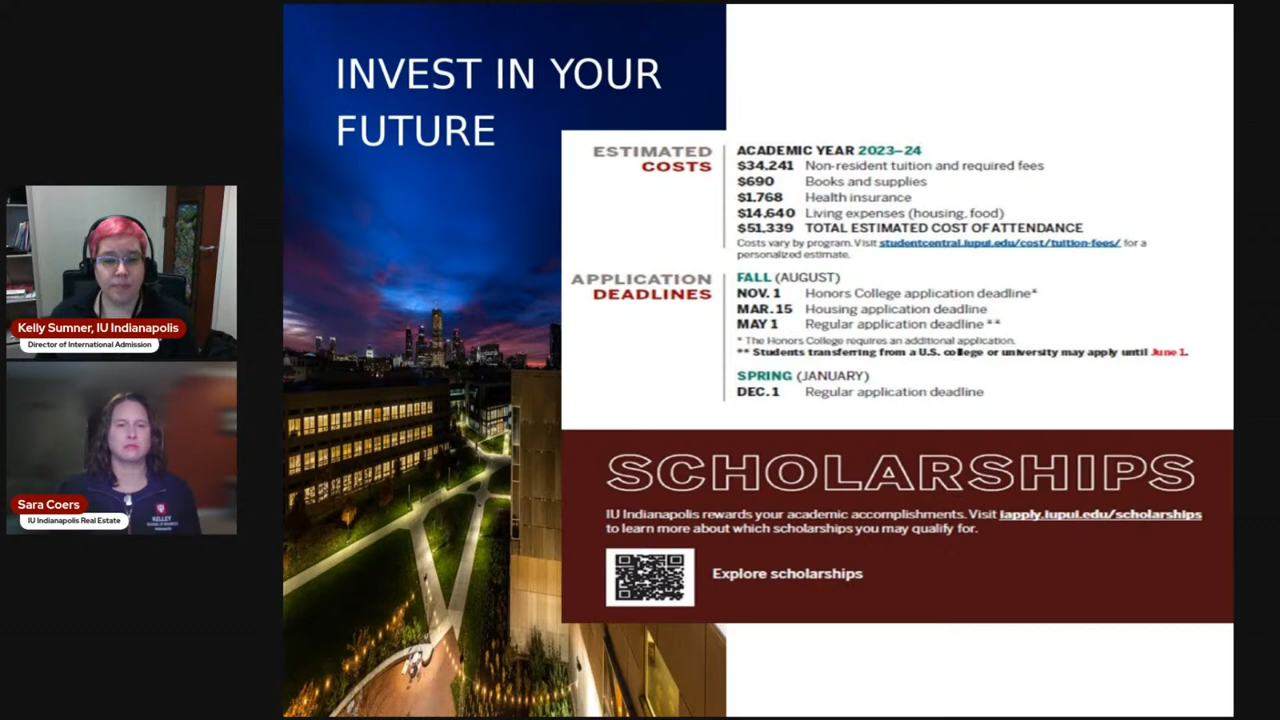 INVEST IN YOUR
FUTURE
ESTIMATED
COSTS
ACADEMIC YEAR 2023–24
$34,241 Non-resident tuition and required fees
$690 Books and supplies
$1,768 Health insurance
$14,640 Living expenses (housing, food)
$51,339 TOTAL ESTIMATED COST OF ATTENDANCE
Costs vary by program. Visit studentcentral.iupui.edu/cost/tuition-fees/ for a
personalized estimate.
APPLICATION
DEADLINES
FALL (AUGUST)
NOV. 1 Honors College application deadline*
MAR. 15 Housing application deadline
MAY 1 Regular application deadline **
* The Honors College requires an additional application.
** Students transferring from a U.S. college or university may apply until June 1.
SPRING (JANUARY)
DEC. 1 Regular application deadline
SCHOLARSHIPS
IU Indianapolis rewards your academic accomplishments. Visit iapply.iupui.edu/scholarships
to learn more about which scholarships you may qualify for.
Explore scholarships
Kelly Sumner, IU Indianapolis
Director of International Admission
KELLEY
Sara Coers
IU Indianapolis Real Estate